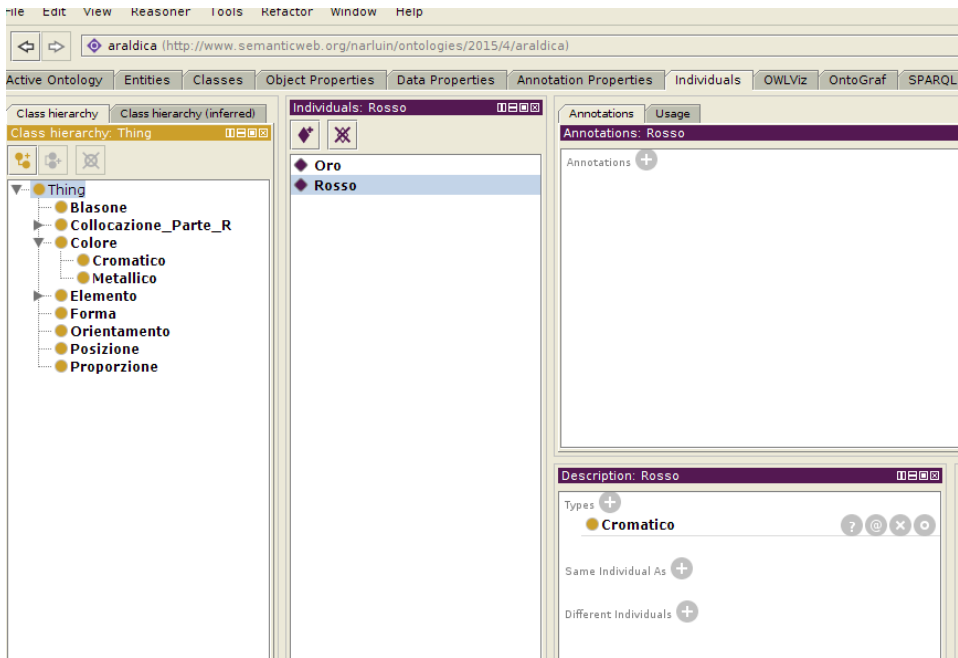 File Edit View Reasoner Tools Refactor Window Help
araldica (http://www.semanticweb.org/narluin/ontologies/2015/4/araldica)
Active Ontology Entities Classes Object Properties Data Properties Annotation Properties Individuals OWLViz OntoGraf SPARQL
Class hierarchy Class hierarchy (inferred)
Class hierarchy: Thing
Thing
Blasone
Collocazione_Parte_R
Colore
Cromatico
Metallico
Elemento
Forma
Orientamento
Posizione
Proporzione
Individuals: Rosso
Oro
Rosso
Annotations Usage
Annotations: Rosso
Annotations
Description: Rosso
Types
Cromatico
? @ X O
Same Individual As
Different Individuals